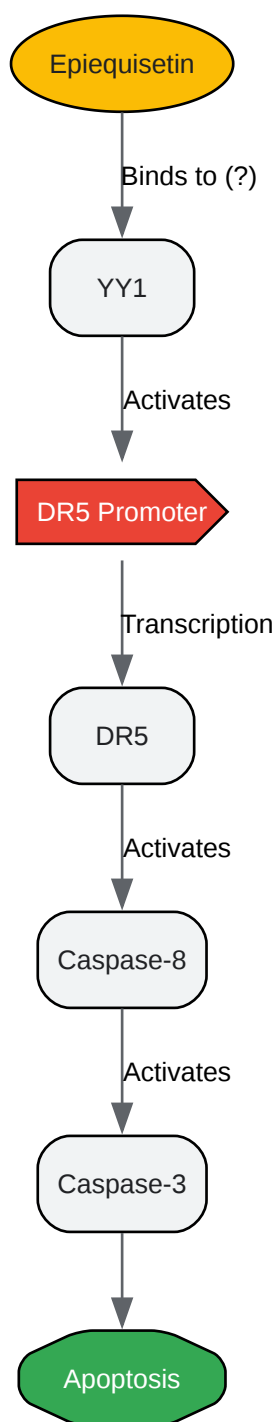 Epiequisetin
Binds to (?)
YY1
Activates
DR5 Promoter
Transcription
DR5
Activates
Caspase-8
Activates
Caspase-3
Apoptosis